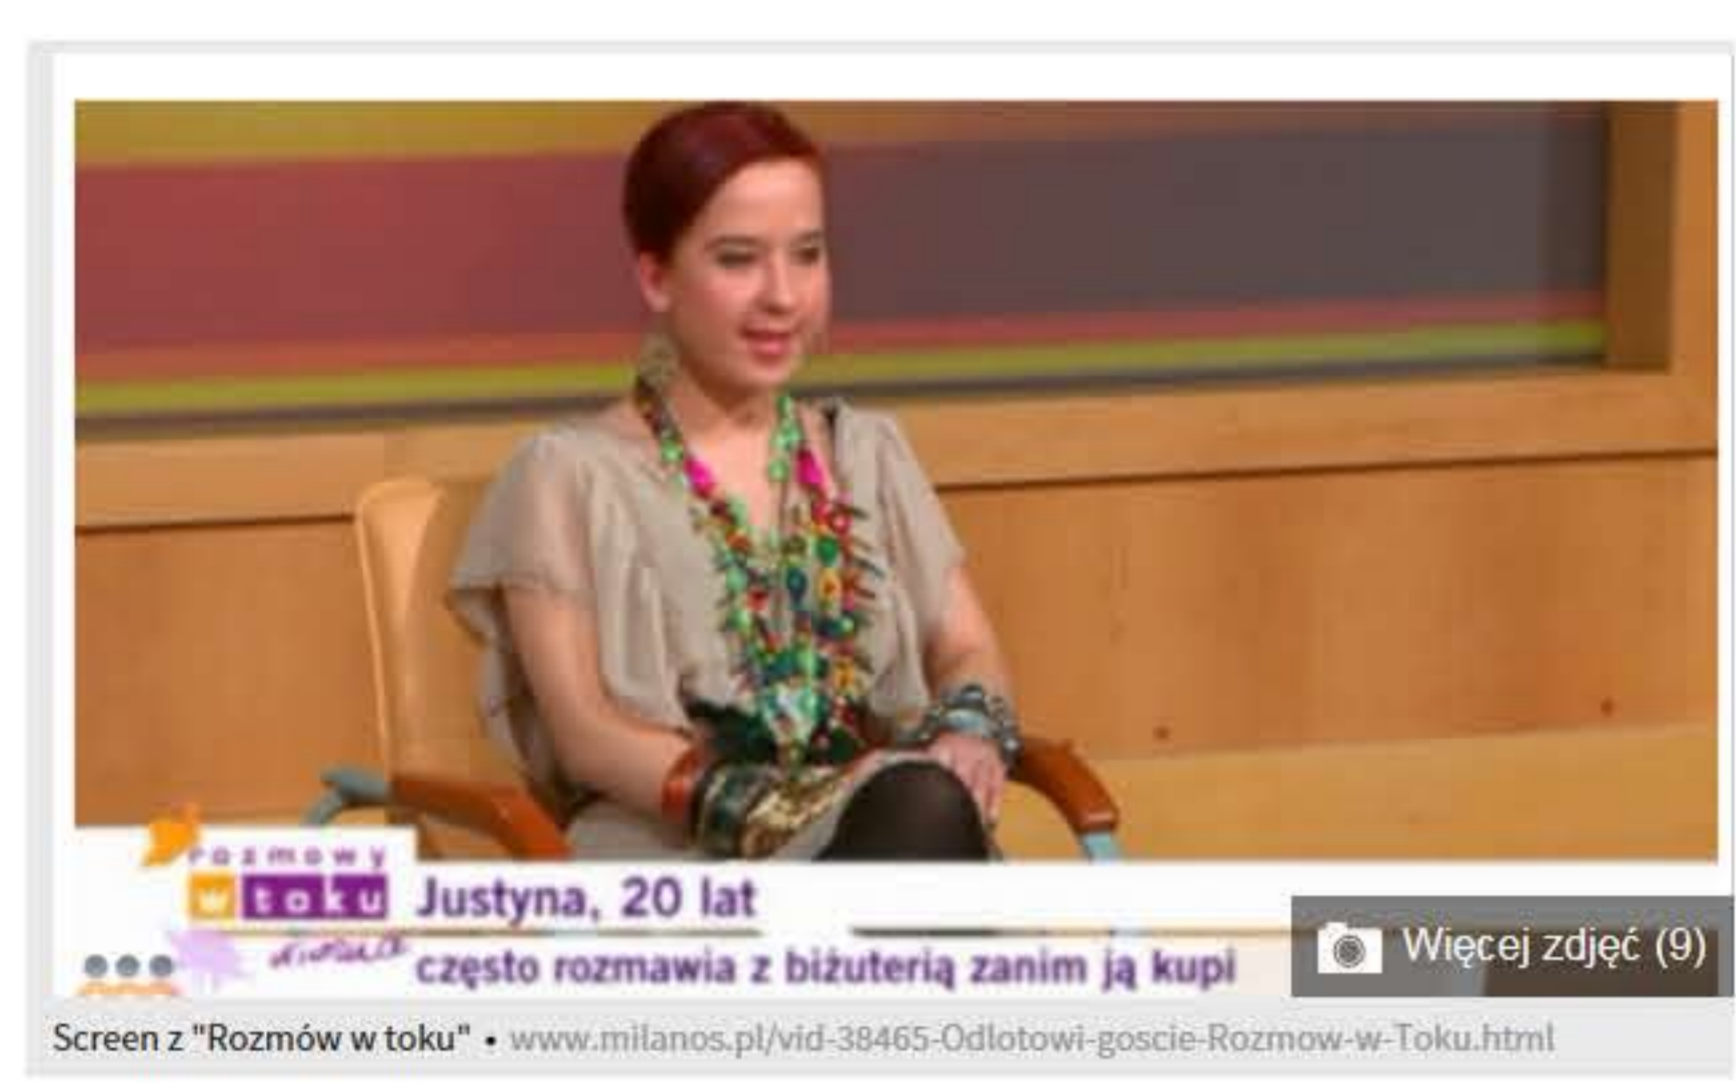 rozmowy
w toku
Justyna, 20 lat
często rozmawia z biżuterią zanim ją kupi
Więcej zdjęć (9)
Screen z "Rozmów w toku" • www.milanos.pl/vid-38465-Odlotowi-goscie-Rozmow-w-Toku.html